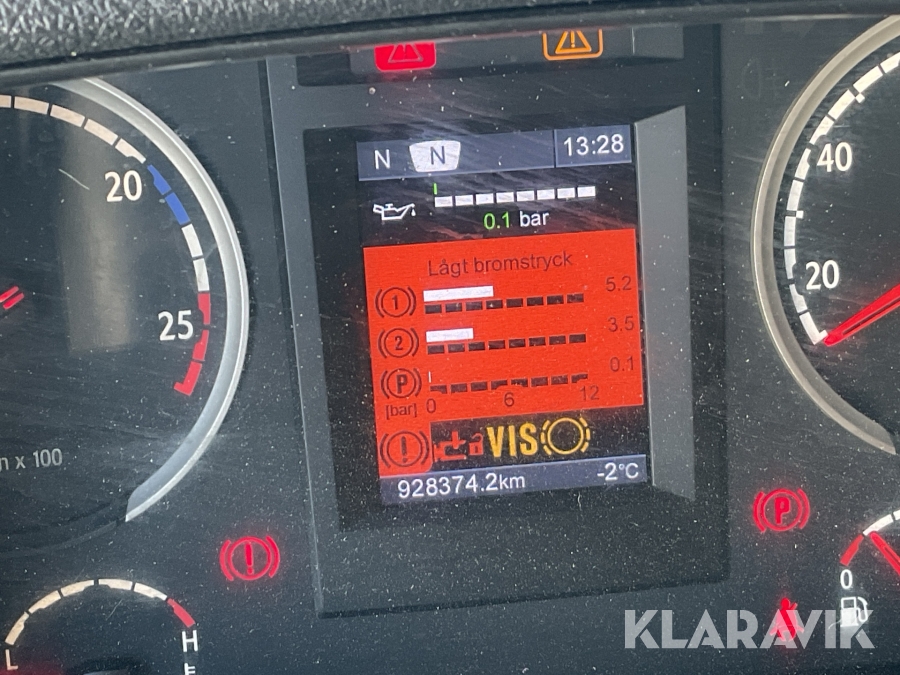 N N 13:28
0.1 bar
Lågt bromstryck
1 5.2
2 3.5
P 0.1
[bar] 0 6 12
VIS
928374.2km -2°C
20
25
n x 100
40
20
P
0
H
L
KLARAVIK